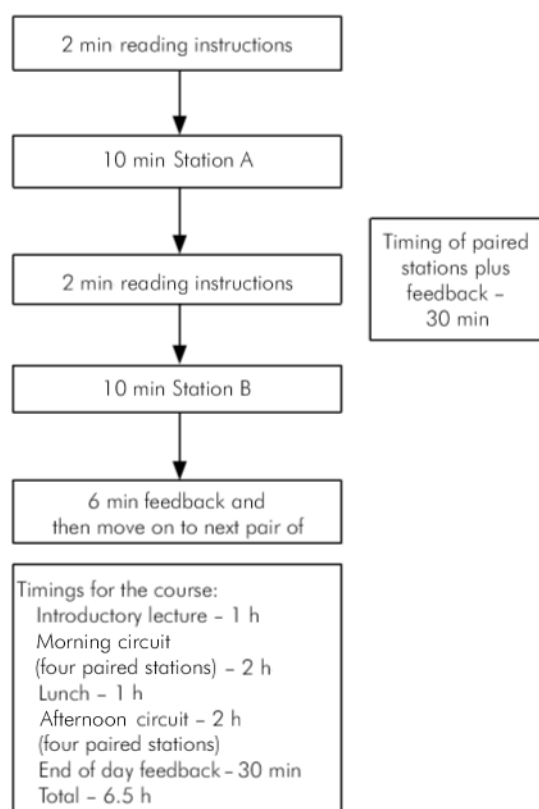 2 min reading instructions
10 min Station A
2 min reading instructions
Timing of paired
stations plus
feedback –
30 min
10 min Station B
6 min feedback and
then move on to next pair of
Timings for the course:
Introductory lecture – 1 h
Morning circuit
(four paired stations) – 2 h
Lunch – 1 h
Afternoon circuit – 2 h
(four paired stations)
End of day feedback – 30 min
Total – 6.5 h